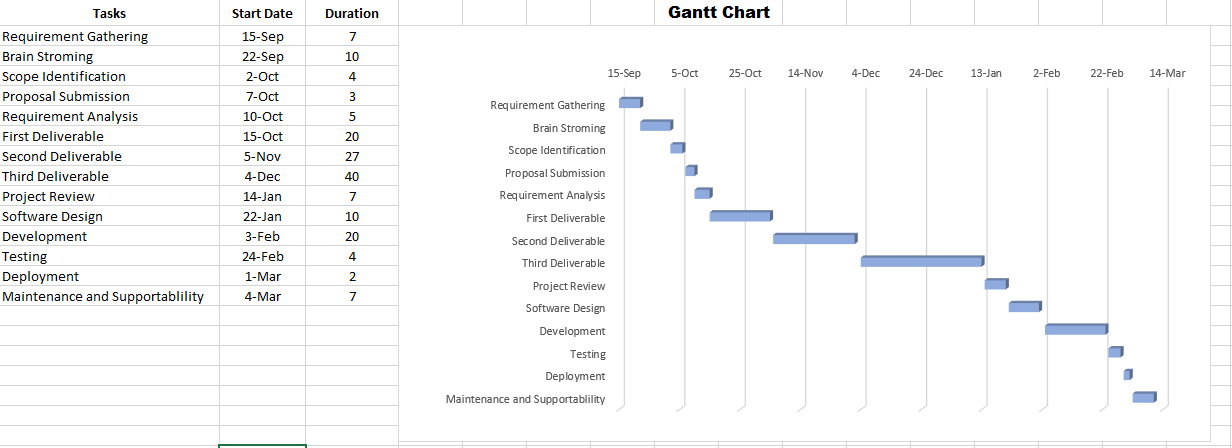 Tasks Start Date Duration
Requirement Gathering 15-Sep 7
Brain Stroming 22-Sep 10
Scope Identification 2-Oct 4
Proposal Submission 7-Oct 3
Requirement Analysis 10-Oct 5
First Deliverable 15-Oct 20
Second Deliverable 5-Nov 27
Third Deliverable 4-Dec 40
Project Review 14-Jan 7
Software Design 22-Jan 10
Development 3-Feb 20
Testing 24-Feb 4
Deployment 1-Mar 2
Maintenance and Supportablility 4-Mar 7
Gantt Chart
15-Sep 5-Oct 25-Oct 14-Nov 4-Dec 24-Dec 13-Jan 2-Feb 22-Feb 14-Mar
Requirement Gathering
Brain Stroming
Scope Identification
Proposal Submission
Requirement Analysis
First Deliverable
Second Deliverable
Third Deliverable
Project Review
Software Design
Development
Testing
Deployment
Maintenance and Supportablility